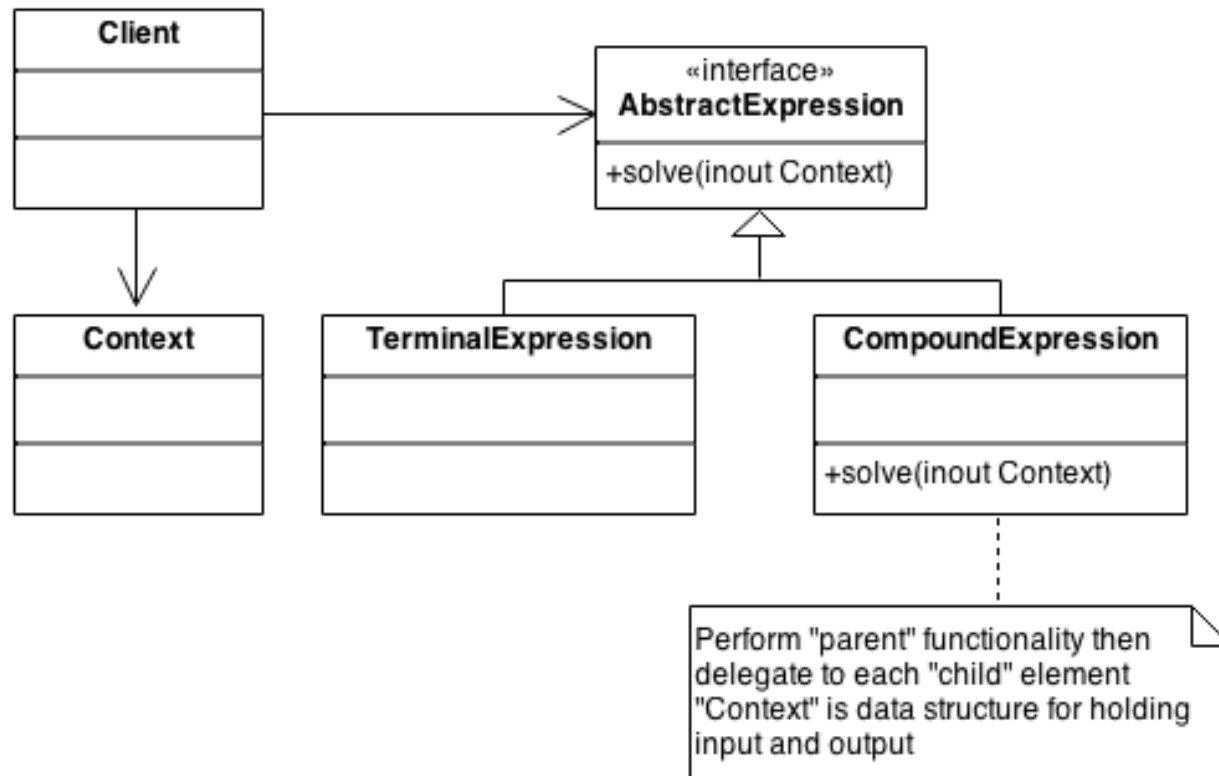 Client
«interface»
AbstractExpression
+solve(inout Context)
Context
TerminalExpression
CompoundExpression
+solve(inout Context)
Perform "parent" functionality then
delegate to each "child" element
"Context" is data structure for holding
input and output